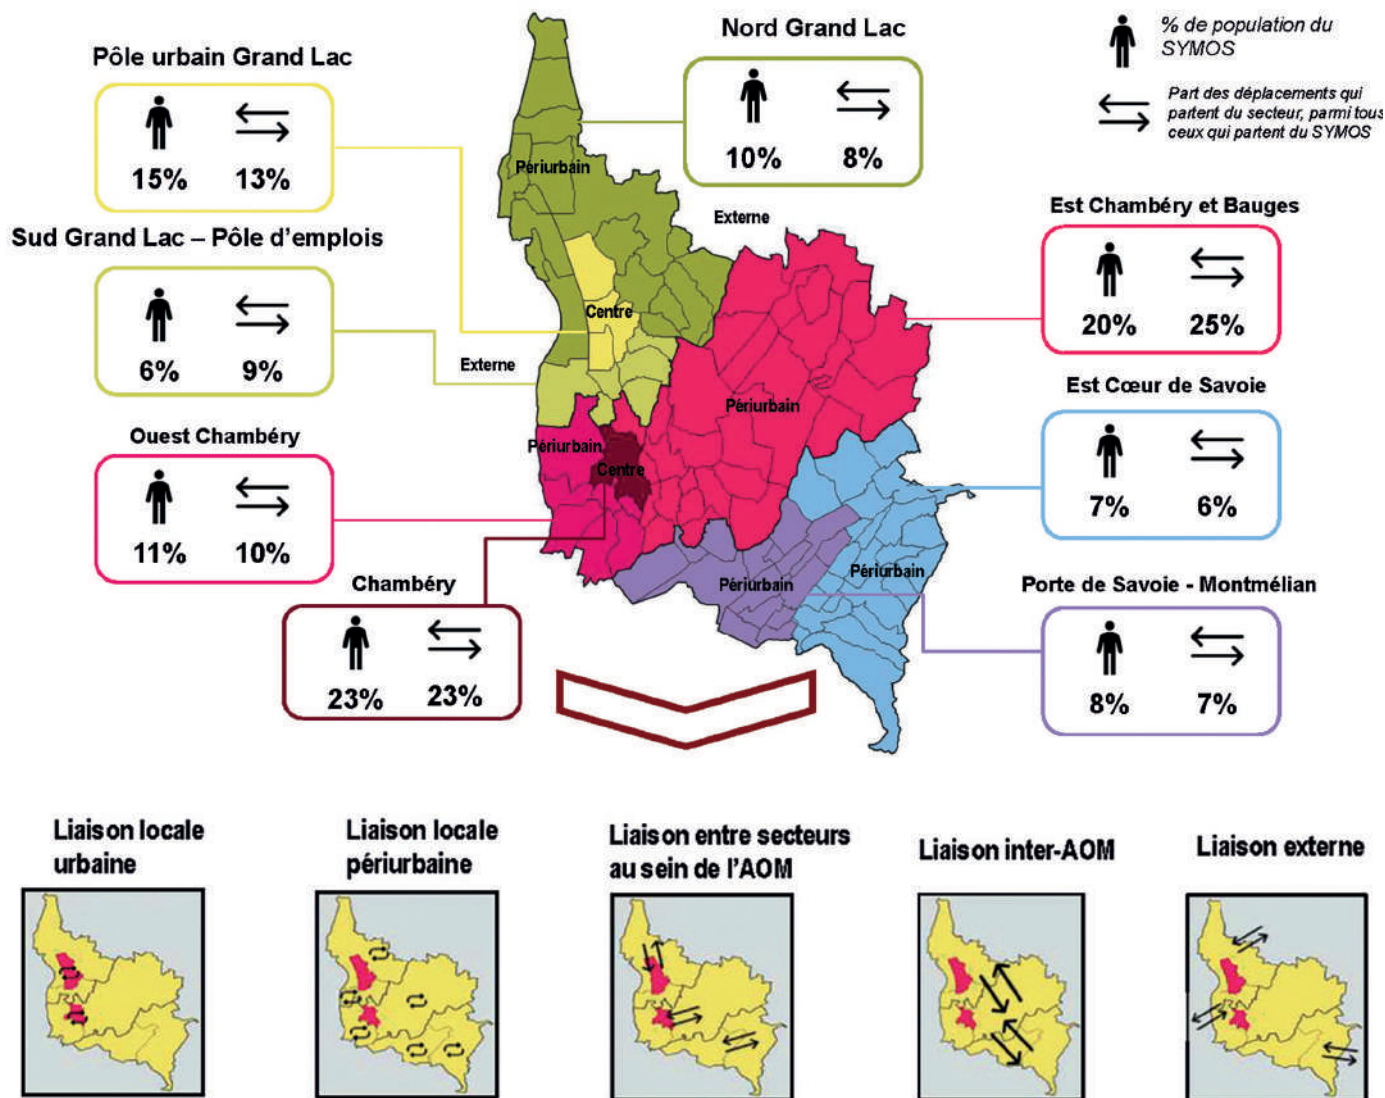 Nord Grand Lac
10% 8%
% de population du
SYMOS
Part des déplacements qui
partent du secteur, parmi tous
ceux qui partent du SYMOS
Pôle urbain Grand Lac
15% 13%
Sud Grand Lac – Pôle d'emplois
6% 9%
Ouest Chambéry
11% 10%
Chambéry
23% 23%
Périurbain
Externe
Centre
Externe
Périurbain
Périurbain
Centre
Périurbain
Périurbain
Est Chambéry et Bauges
20% 25%
Est Cœur de Savoie
7% 6%
Porte de Savoie - Montmélian
8% 7%
Liaison locale
urbaine
Liaison locale
périurbaine
Liaison entre secteurs
au sein de l'AOM
Liaison inter-AOM
Liaison externe